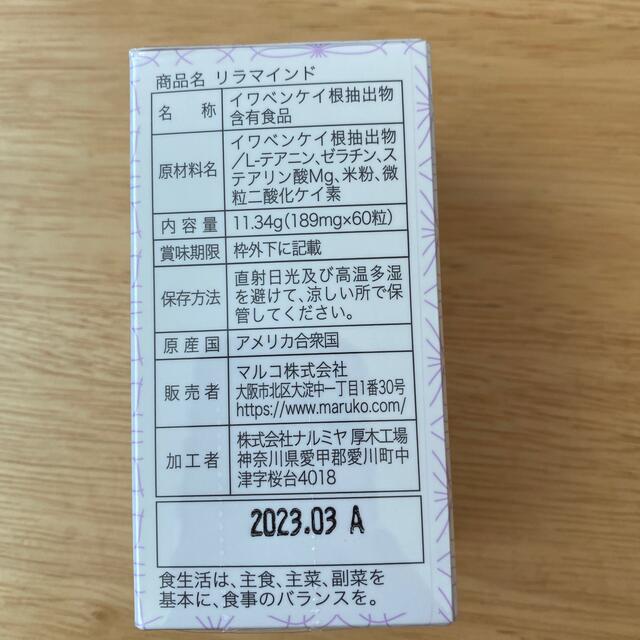 商品名 リラマインド
名称 イワベンケイ根抽出物
含有食品
原材料名 イワベンケイ根抽出物
/L-テアニン、ゼラチン、ス
テアリン酸Mg、米粉、微
粒二酸化ケイ素
内容量 11.34g(189mg×60粒)
賞味期限 枠外下に記載
保存方法 直射日光及び高温多湿
を避けて、涼しい所で保
管してください。
原産国 アメリカ合衆国
販売者 マルコ株式会社
大阪市北区大淀中一丁目1番30号
https://www.maruko.com/
加工者 株式会社ナルミヤ 厚木工場
神奈川県愛甲郡愛川町中
津字桜台4018
2023.03 A
食生活は、主食、主菜、副菜を
基本に、食事のバランスを。